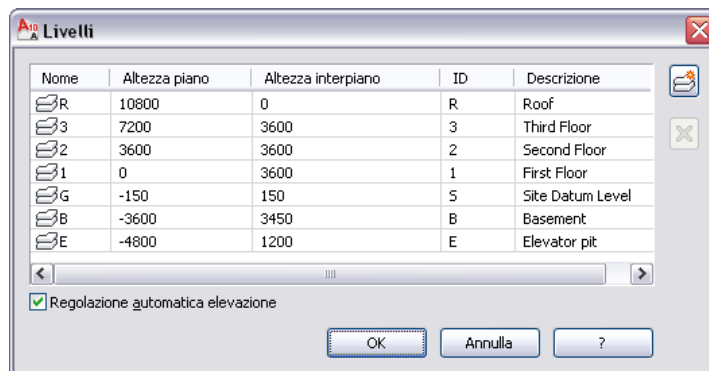 A10 A Livelli
Nome Altezza piano Altezza interpiano ID Descrizione
R 10800 0 R Roof
3 7200 3600 3 Third Floor
2 3600 3600 2 Second Floor
1 0 3600 1 First Floor
G -150 150 S Site Datum Level
B -3600 3450 B Basement
E -4800 1200 E Elevator pit
Regolazione automatica elevazione
OK Annulla ?